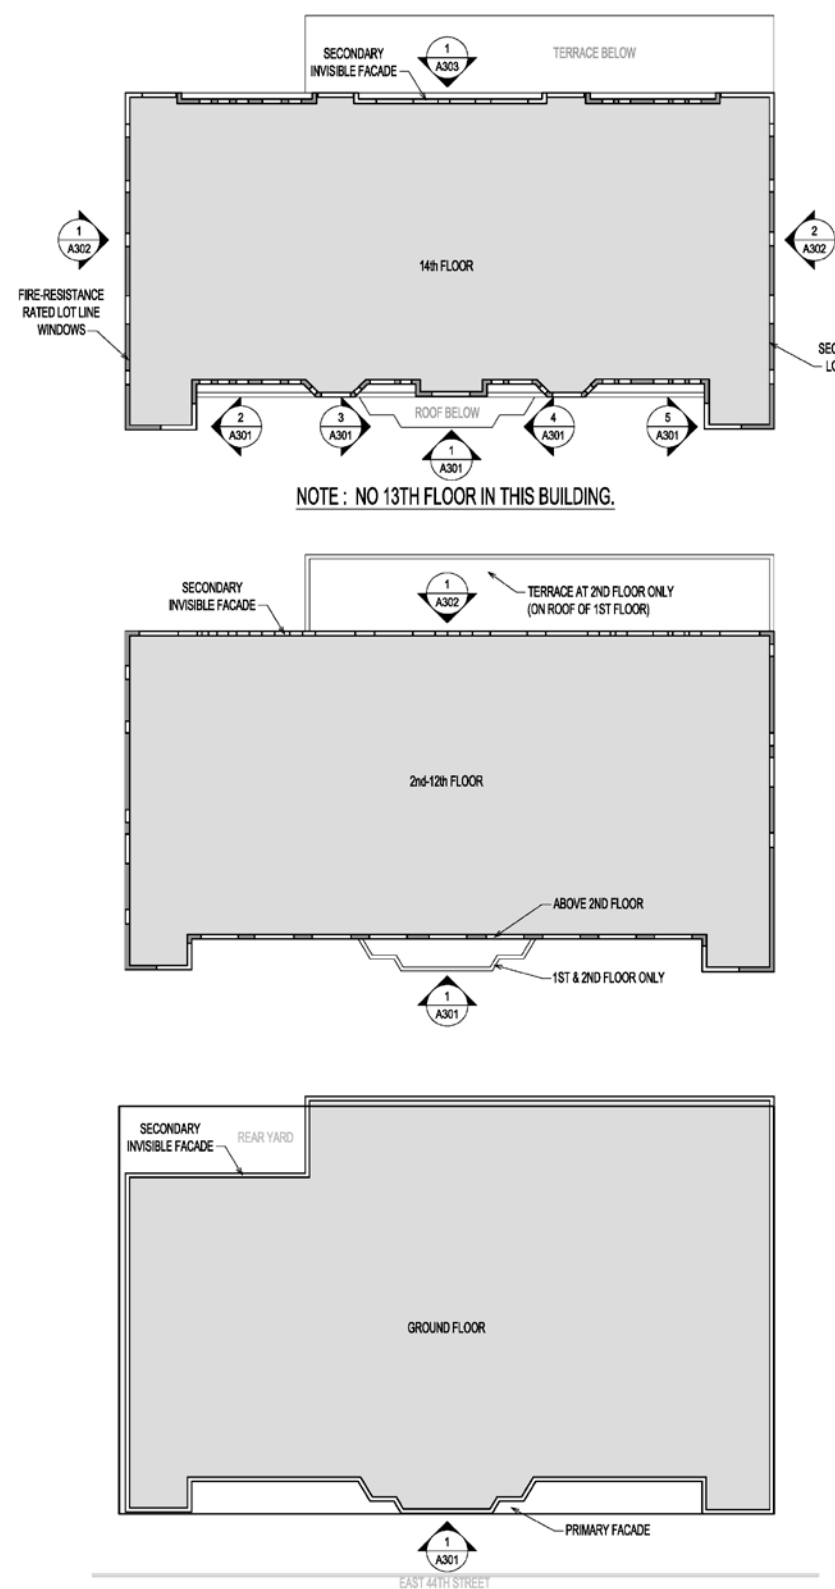 1
A303
SECONDARY
INVISIBLE FACADE
TERRACE BELOW
1
A302
2
A302
14th FLOOR
FIRE-RESISTANCE
RATED LOT LINE
WINDOWS
SEC
LO
2
A301
3
A301
ROOF BELOW
4
A301
5
A301
1
A301
NOTE : NO 13TH FLOOR IN THIS BUILDING.
SECONDARY
INVISIBLE FACADE
1
A302
TERRACE AT 2ND FLOOR ONLY
(ON ROOF OF 1ST FLOOR)
2nd-12th FLOOR
ABOVE 2ND FLOOR
1ST & 2ND FLOOR ONLY
1
A301
SECONDARY
INVISIBLE FACADE
REAR YARD
GROUND FLOOR
PRIMARY FACADE
1
A301
EAST 44TH STREET